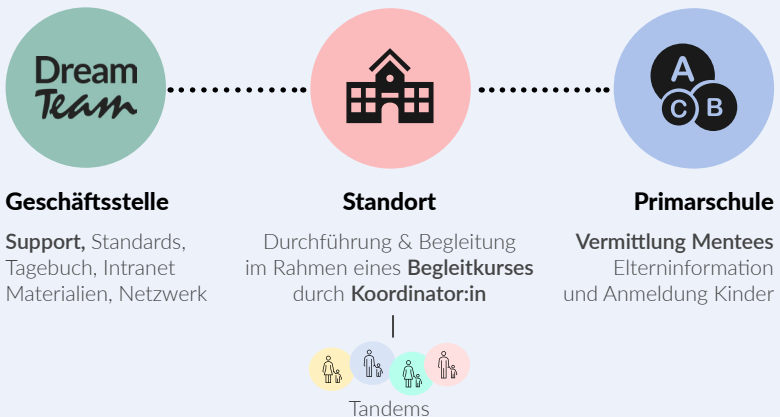 Dream
Team
A
C B
Geschäftsstelle
Support, Standards,
Tagebuch, Intranet
Materialien, Netzwerk
Standort
Durchführung & Begleitung
im Rahmen eines Begleitkurses
durch Koordinator:in
Tandems
Primarschule
Vermittlung Mentees
Elterninformation
und Anmeldung Kinder